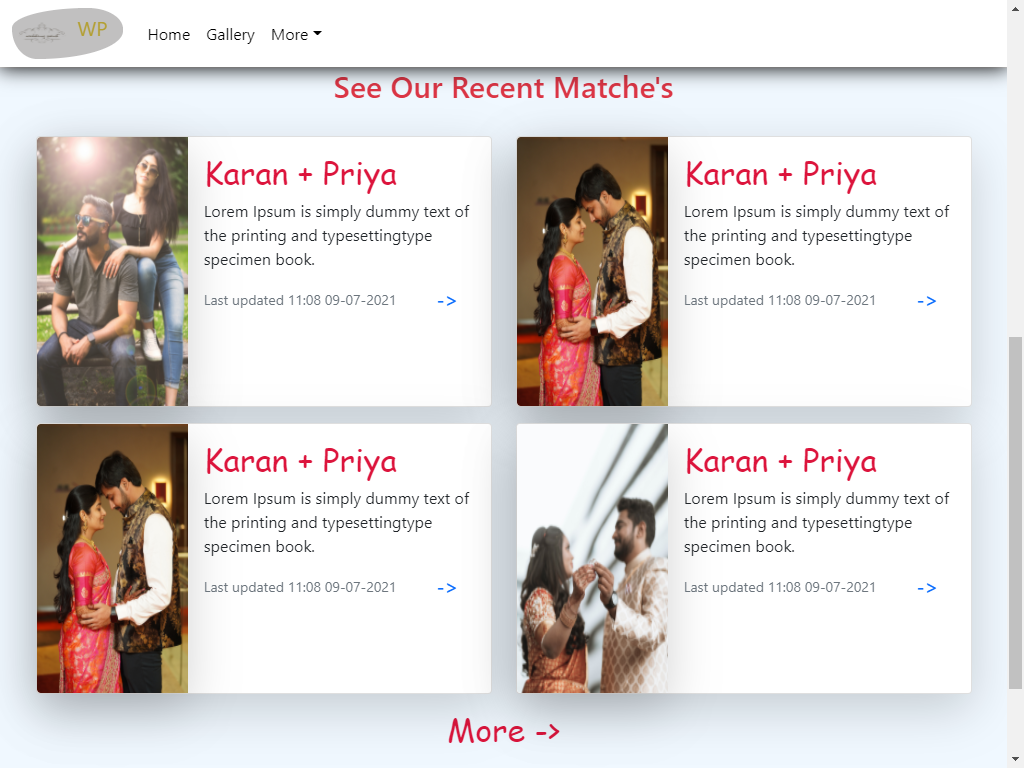 WP
Home Gallery More
See Our Recent Matche's
Karan + Priya
Lorem Ipsum is simply dummy text of
the printing and typesettingtype
specimen book.
Last updated 11:08 09-07-2021 ->
Karan + Priya
Lorem Ipsum is simply dummy text of
the printing and typesettingtype
specimen book.
Last updated 11:08 09-07-2021 ->
Karan + Priya
Lorem Ipsum is simply dummy text of
the printing and typesettingtype
specimen book.
Last updated 11:08 09-07-2021 ->
Karan + Priya
Lorem Ipsum is simply dummy text of
the printing and typesettingtype
specimen book.
Last updated 11:08 09-07-2021 ->
More ->